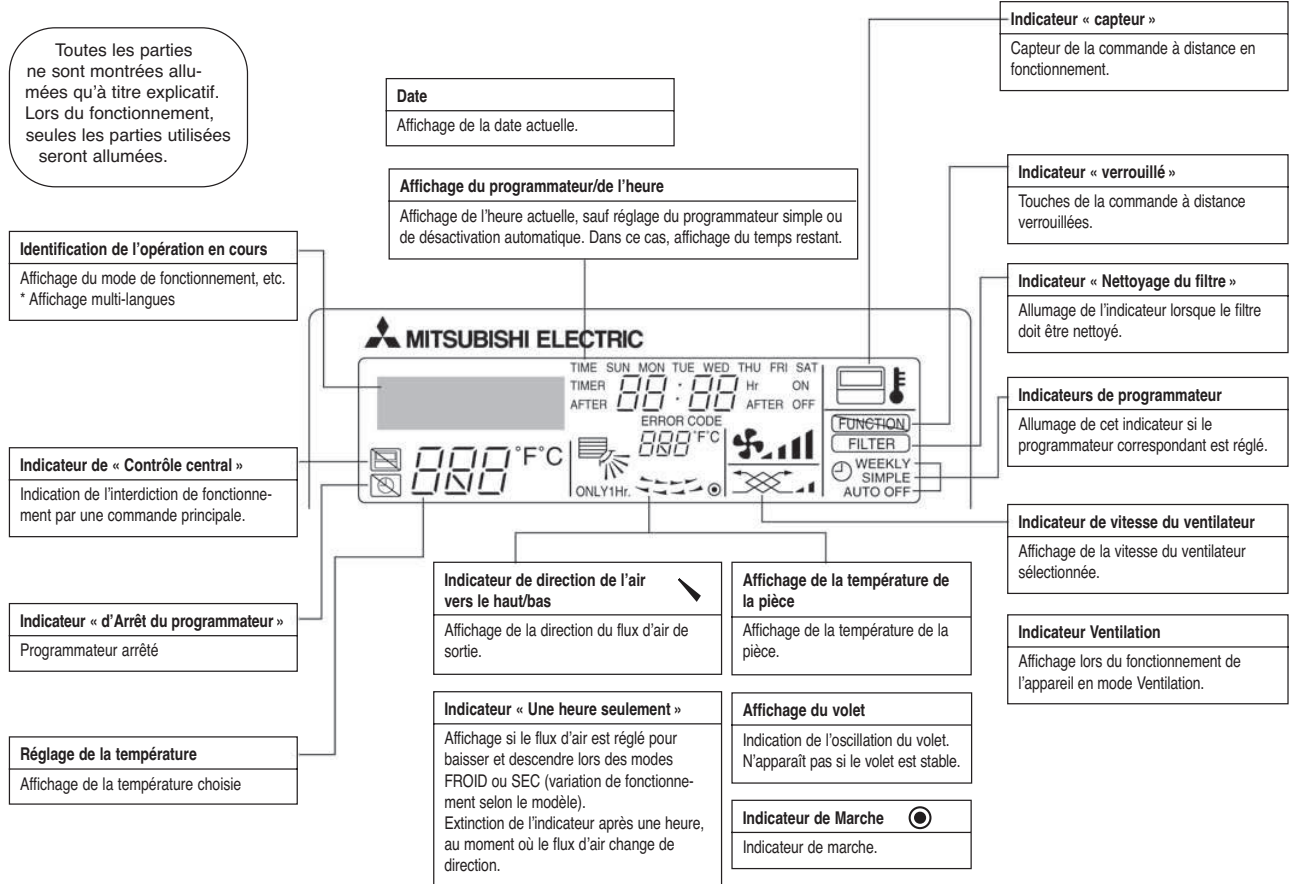 Toutes les parties
ne sont montrées allu-
mées qu'à titre explicatif.
Lors du fonctionnement,
seules les parties utilisées
seront allumées.
Date
Affichage de la date actuelle.
Affichage du programmateur/de l'heure
Affichage de l'heure actuelle, sauf réglage du programmateur simple ou
de désactivation automatique. Dans ce cas, affichage du temps restant.
Identification de l'opération en cours
Affichage du mode de fonctionnement, etc.
* Affichage multi-langues
Indicateur de « Contrôle central »
Indication de l'interdiction de fonctionne-
ment par une commande principale.
Indicateur « d'Arrêt du programmateur »
Programmateur arrêté
Réglage de la température
Affichage de la température choisie
MITSUBISHI ELECTRIC
TIME SUN MON TUE WED THU FRI SAT
TIMER 88:88 Hr ON
AFTER AFTER OFF
ERROR CODE
888 °F°C
888 °F°C
ONLY1Hr.
FUNCTION
FILTER
WEEKLY
SIMPLE
AUTO OFF
Indicateur « capteur »
Capteur de la commande à distance en
fonctionnement.
Indicateur « verrouillé »
Touches de la commande à distance
verrouillées.
Indicateur « Nettoyage du filtre »
Allumage de l'indicateur lorsque le filtre
doit être nettoyé.
Indicateurs de programmateur
Allumage de cet indicateur si le
programmateur correspondant est réglé.
Indicateur de vitesse du ventilateur
Affichage de la vitesse du ventilateur
sélectionnée.
Indicateur Ventilation
Affichage lors du fonctionnement de
l'appareil en mode Ventilation.
Indicateur de direction de l'air
vers le haut/bas
Affichage de la direction du flux d'air de
sortie.
Indicateur « Une heure seulement »
Affichage si le flux d'air est réglé pour
baisser et descendre lors des modes
FROID ou SEC (variation de fonctionne-
ment selon le modèle).
Extinction de l'indicateur après une heure,
au moment où le flux d'air change de
direction.
Affichage de la température de
la pièce
Affichage de la température de la
pièce.
Affichage du volet
Indication de l'oscillation du volet.
N'apparaît pas si le volet est stable.
Indicateur de Marche
Indicateur de marche.